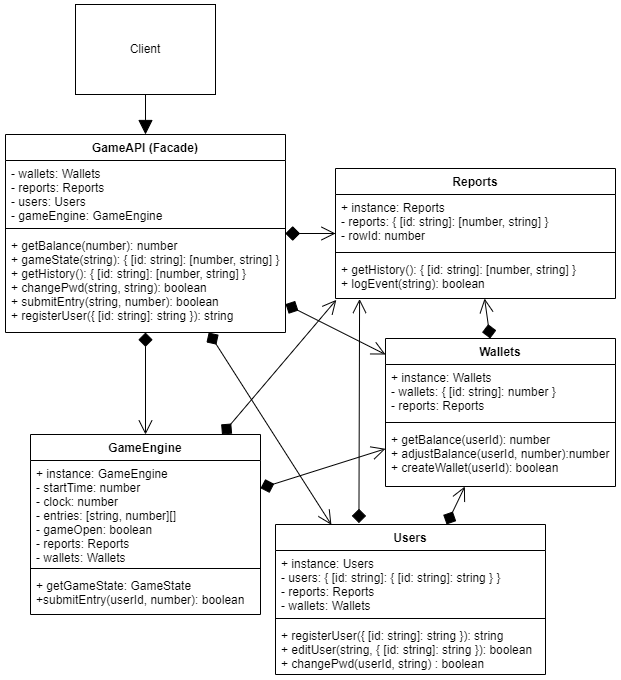 Client
GameAPI (Facade)
- wallets: Wallets
- reports: Reports
- users: Users
- gameEngine: GameEngine
+ getBalance(number): number
+ gameState(string): { [id: string]: [number, string] }
+ getHistory(): { [id: string]: [number, string] }
+ changePwd(string, string): boolean
+ submitEntry(string, number): boolean
+ registerUser({ [id: string]: string }): string
Reports
+ instance: Reports
- reports: { [id: string]: [number, string] }
- rowId: number
+ getHistory(): { [id: string]: [number, string] }
+ logEvent(string): boolean
Wallets
+ instance: Wallets
- wallets: { [id: string]: number }
- reports: Reports
+ getBalance(userId): number
+ adjustBalance(userId, number):number
+ createWallet(userId): boolean
GameEngine
+ instance: GameEngine
- startTime: number
- clock: number
- entries: [string, number][]
- gameOpen: boolean
- reports: Reports
- wallets: Wallets
+ getGameState: GameState
+submitEntry(userId, number): boolean
Users
+ instance: Users
- users: { [id: string]: { [id: string]: string } }
- reports: Reports
- wallets: Wallets
+ registerUser({ [id: string]: string }): string
+ editUser(string, { [id: string]: string }): boolean
+ changePwd(userId, string) : boolean